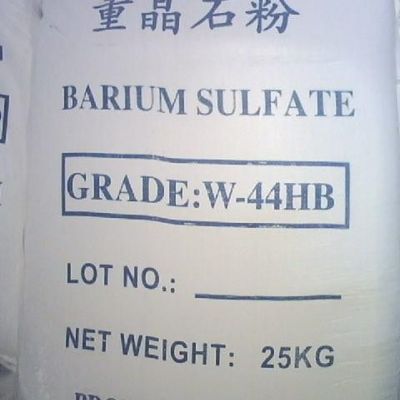 重晶石粉
BARIUM SULFATE
GRADE:W-44HB
LOT NO.:
NET WEIGHT: 25KG